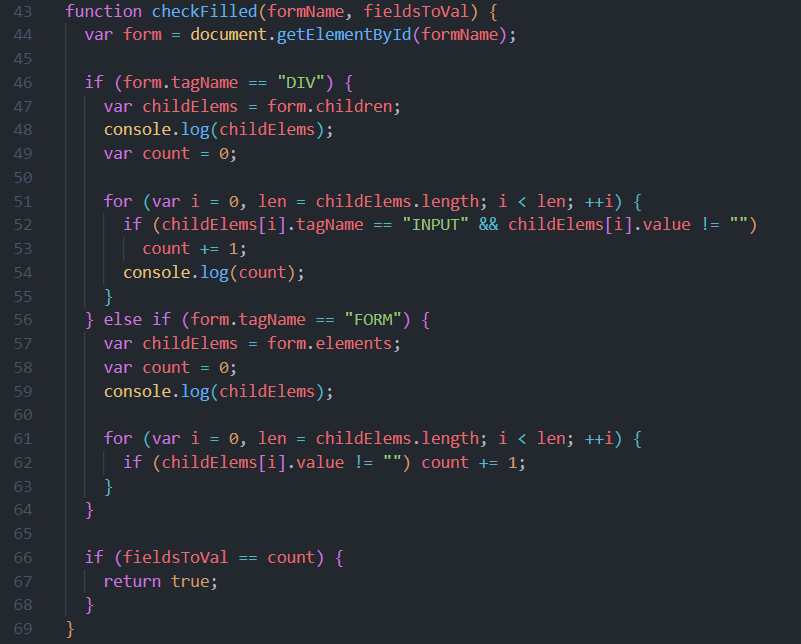 43 function checkFilled(formName, fieldsToVal) {
44 var form = document.getElementById(formName);
45
46 if (form.tagName == "DIV") {
47 var childElems = form.children;
48 console.log(childElems);
49 var count = 0;
50
51 for (var i = 0, len = childElems.length; i < len; ++i) {
52 if (childElems[i].tagName == "INPUT" && childElems[i].value != "")
53 count += 1;
54 console.log(count);
55 }
56 } else if (form.tagName == "FORM") {
57 var childElems = form.elements;
58 var count = 0;
59 console.log(childElems);
60
61 for (var i = 0, len = childElems.length; i < len; ++i) {
62 if (childElems[i].value != "") count += 1;
63 }
64 }
65
66 if (fieldsToVal == count) {
67 return true;
68 }
69 }